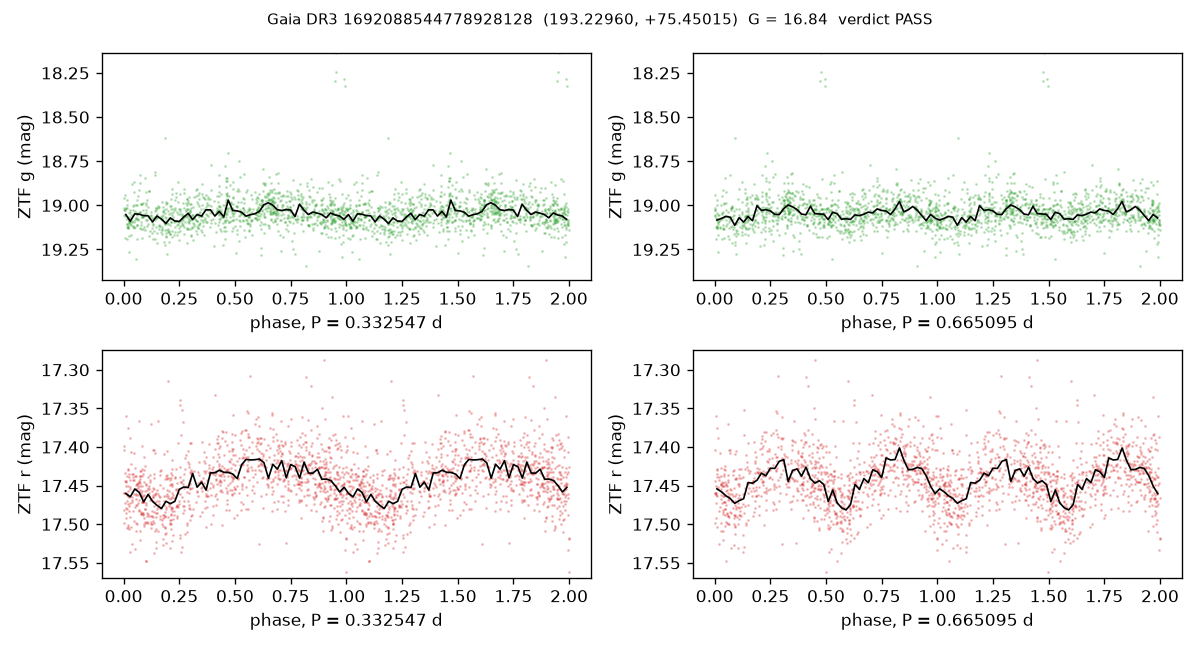 Gaia DR3 1692088544778928128 (193.22960, +75.45015) G = 16.84 verdict PASS
ZTF g (mag)
18.25
18.50
18.75
19.00
19.25
0.00 0.25 0.50 0.75 1.00 1.25 1.50 1.75 2.00
phase, P = 0.332547 d
ZTF g (mag)
18.25
18.50
18.75
19.00
19.25
0.00 0.25 0.50 0.75 1.00 1.25 1.50 1.75 2.00
phase, P = 0.665095 d
ZTF r (mag)
17.30
17.35
17.40
17.45
17.50
17.55
0.00 0.25 0.50 0.75 1.00 1.25 1.50 1.75 2.00
phase, P = 0.332547 d
ZTF r (mag)
17.30
17.35
17.40
17.45
17.50
17.55
0.00 0.25 0.50 0.75 1.00 1.25 1.50 1.75 2.00
phase, P = 0.665095 d